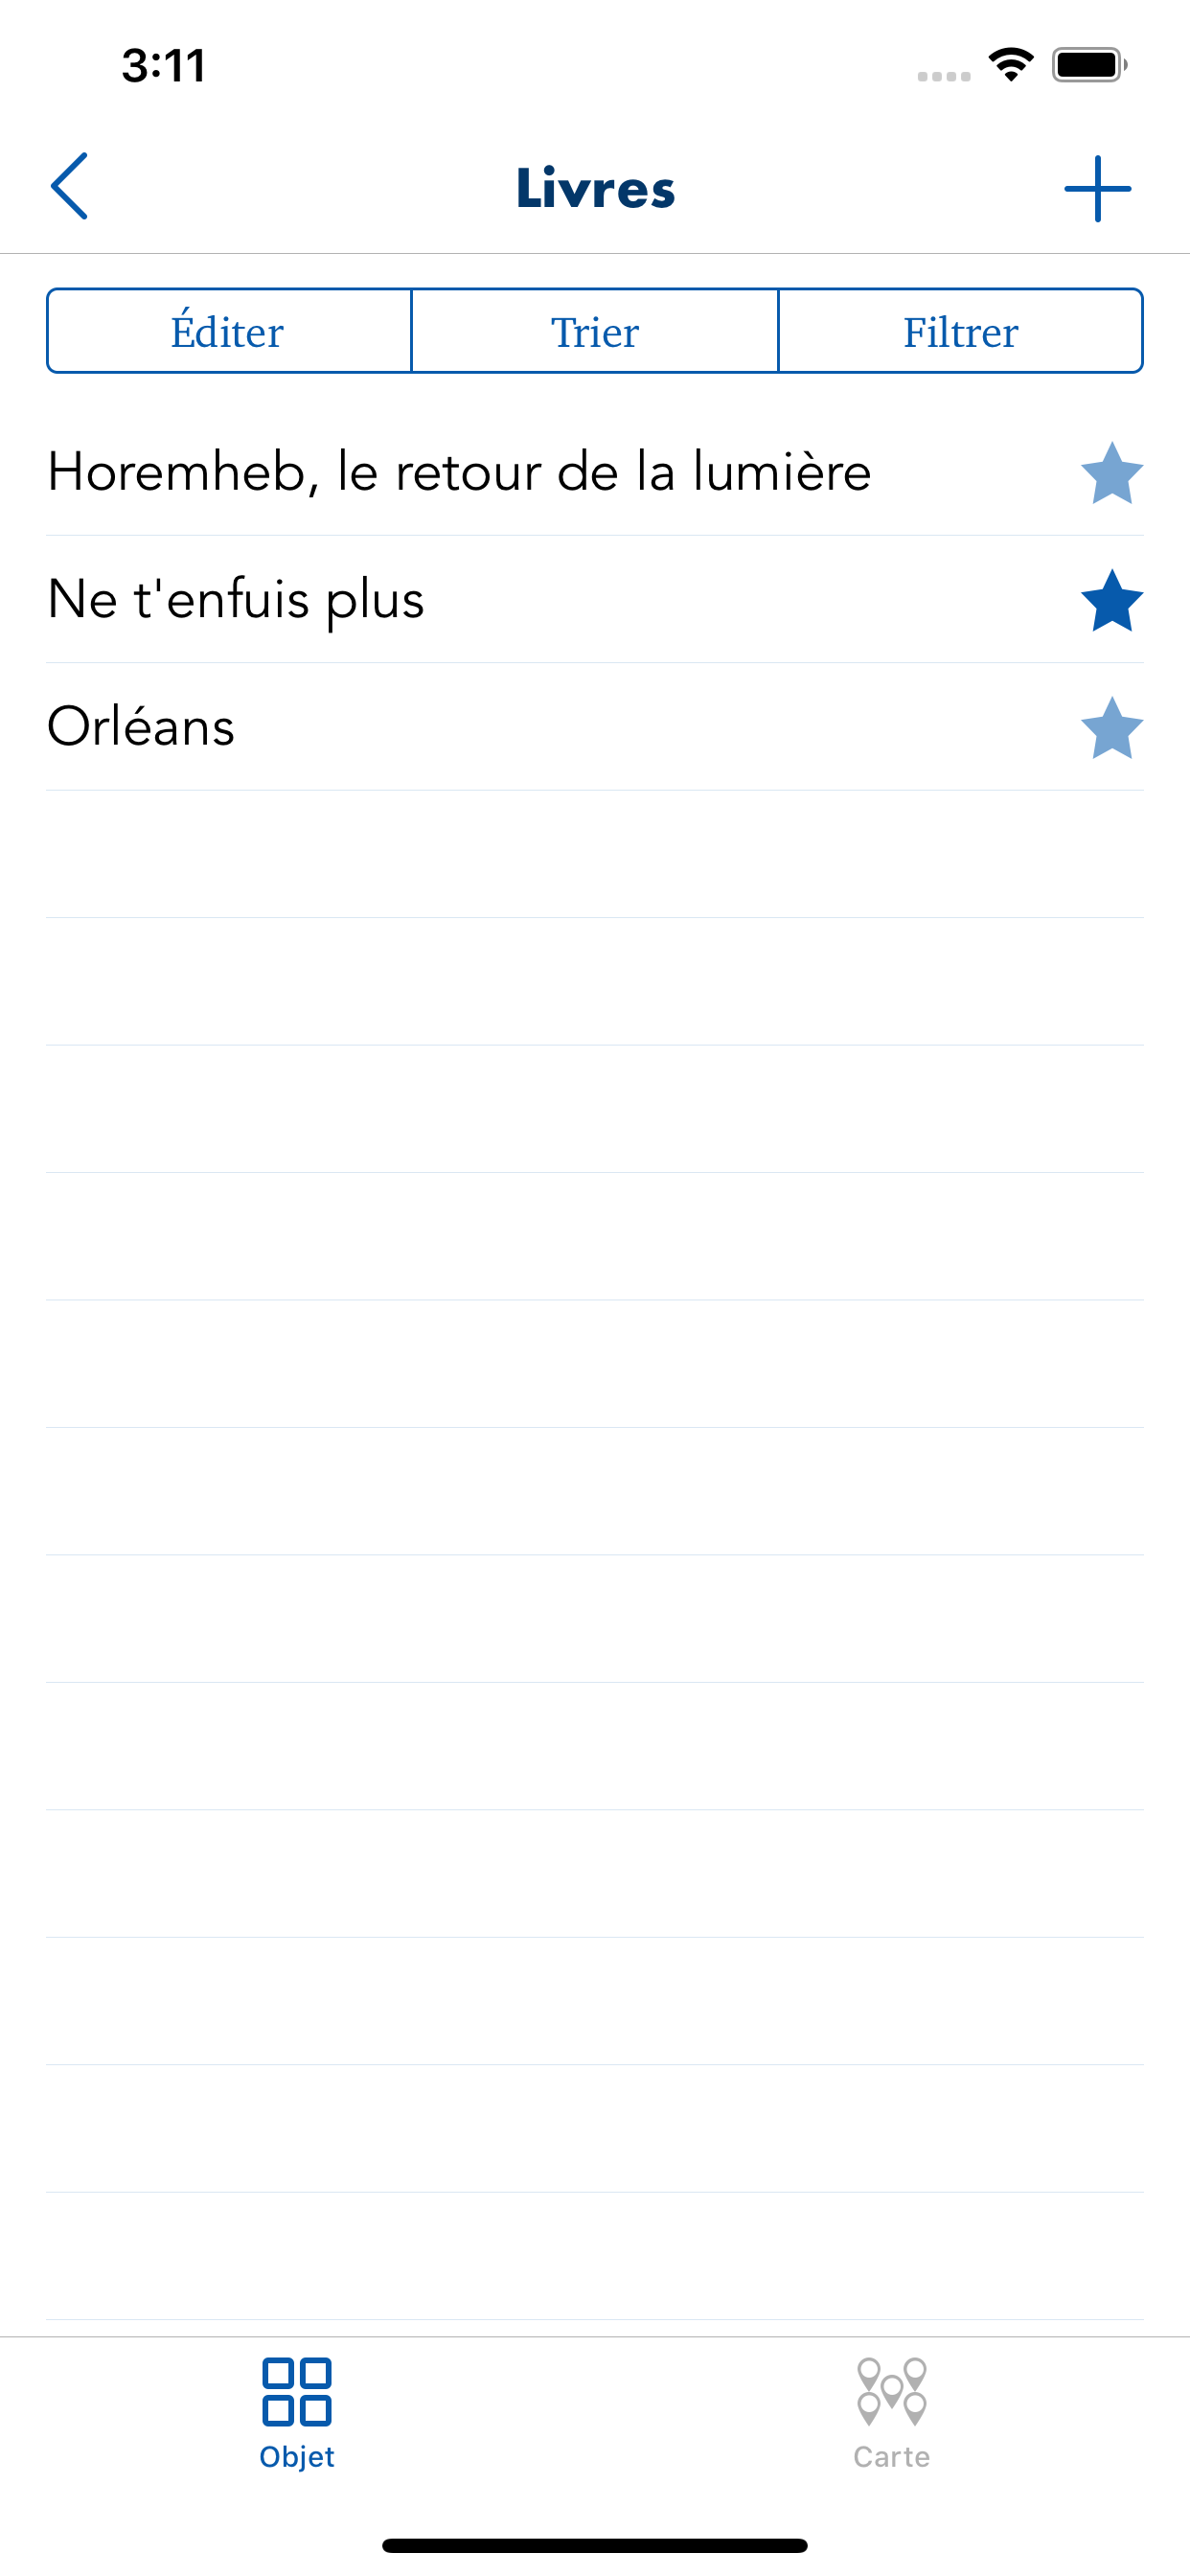 3:11
Livres
Éditer
Trier
Filtrer
Horemheb, le retour de la lumière
Ne t'enfuis plus
Orléans
Objet
Carte